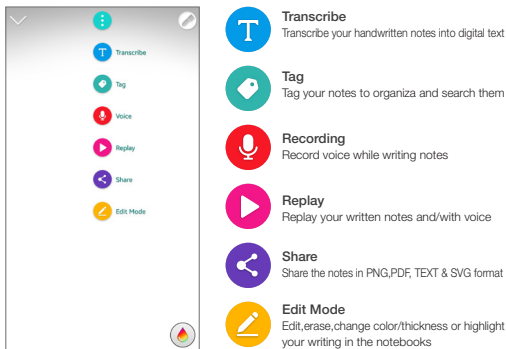 T Transcribe
Tag
Voice
Replay
Share
Edit Mode
T
Transcribe
Transcribe your handwritten notes into digital text
Tag
Tag your notes to organiza and search them
Recording
Record voice while writing notes
Replay
Replay your written notes and/with voice
Share
Share the notes in PNG,PDF, TEXT & SVG format
Edit Mode
Edit,erase,change color/thickness or highlight
your writing in the notebooks